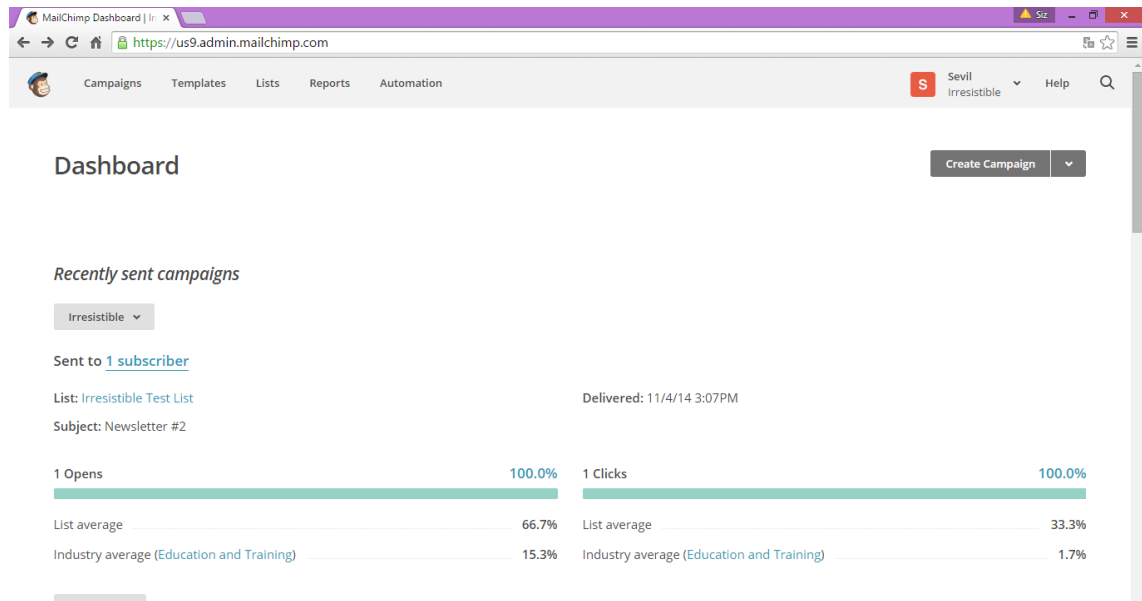 MailChimp Dashboard | Ir
Siz
https://us9.admin.mailchimp.com
Campaigns Templates Lists Reports Automation
S Sevil Help
Irresistible
Dashboard
Create Campaign
Recently sent campaigns
Irresistible
Sent to 1 subscriber
List: Irresistible Test List
Delivered: 11/4/14 3:07PM
Subject: Newsletter #2
1 Opens 100.0%
1 Clicks 100.0%
List average 66.7%
List average 33.3%
Industry average (Education and Training) 15.3%
Industry average (Education and Training) 1.7%